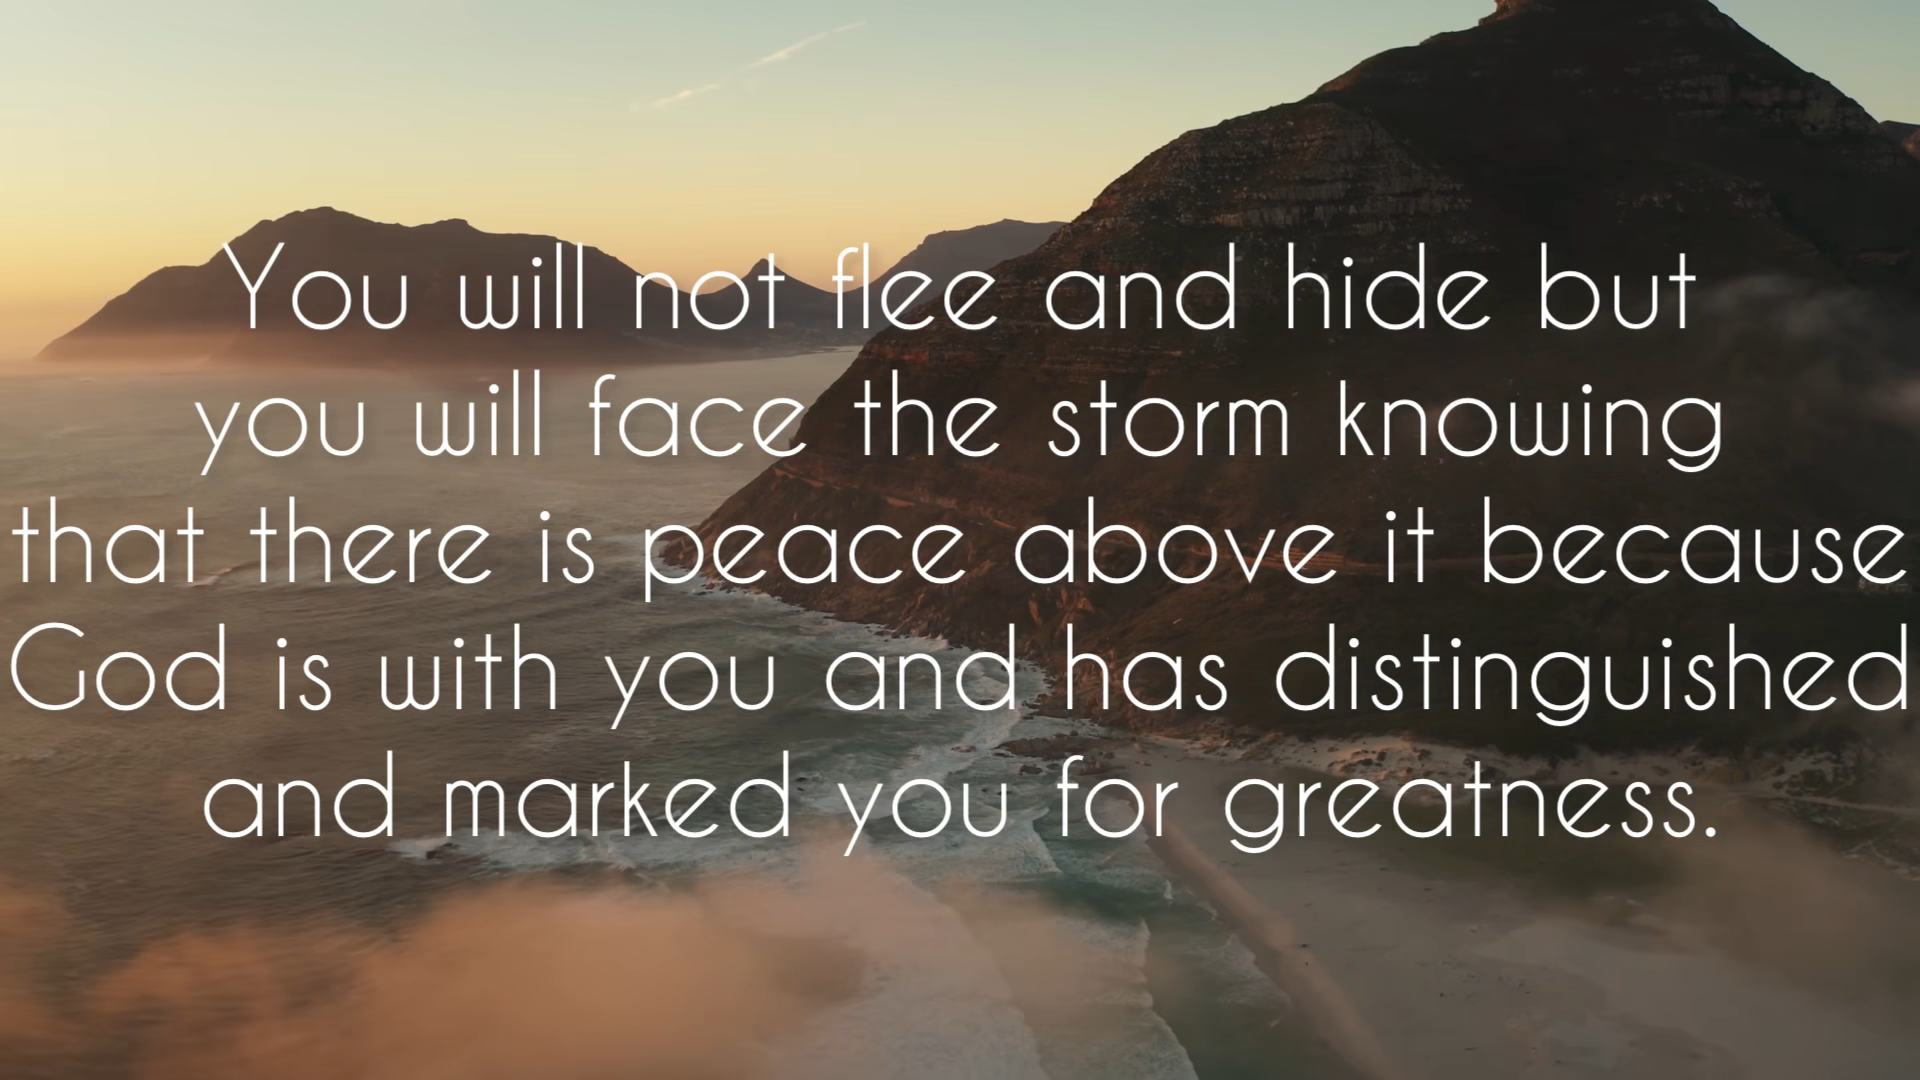 You will not flee and hide but
you will face the storm knowing
that there is peace above it because
God is with you and has distinguished
and marked you for greatness.